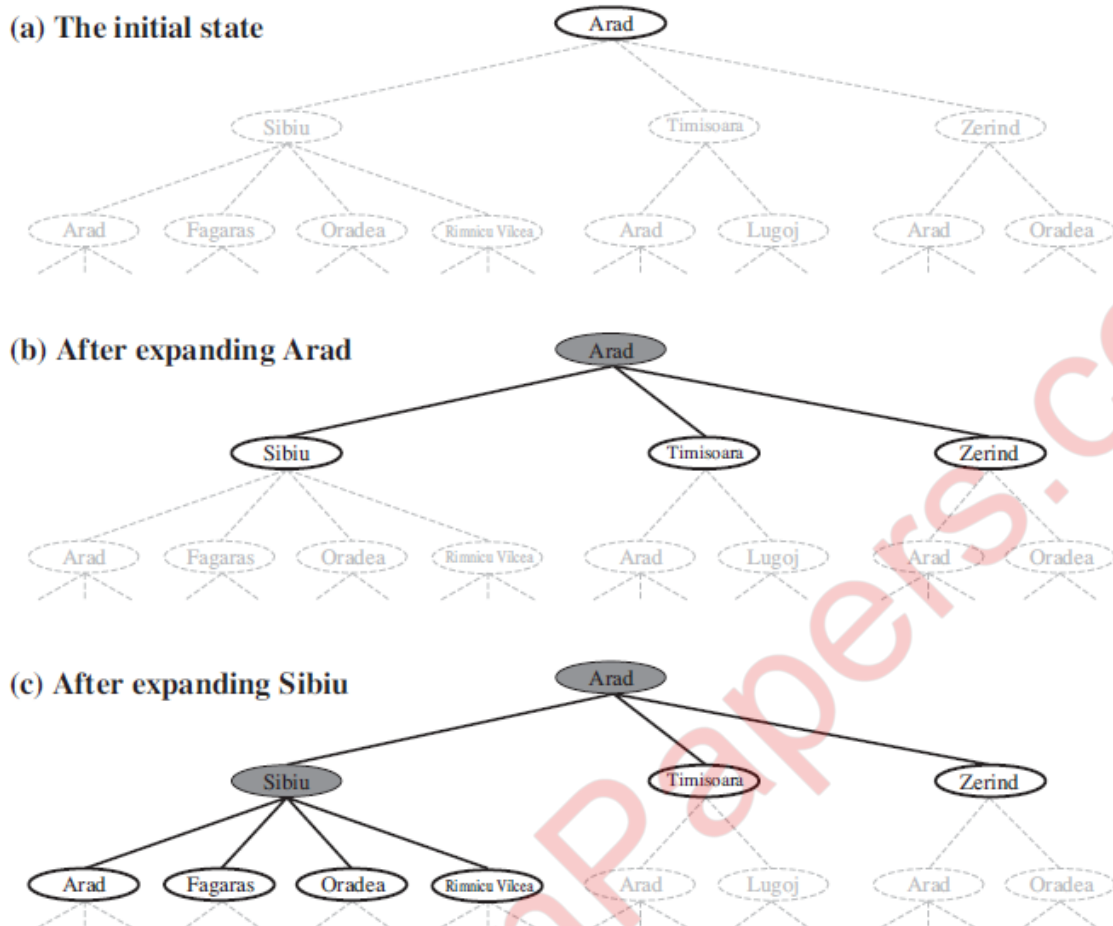 (a) The initial state
Arad
Sibiu Timisoara Zerind
Arad Fagaras Oradea Rimnicu Vilcea Arad Lugoj Arad Oradea
(b) After expanding Arad
Arad
Sibiu Timisoara Zerind
Arad Fagaras Oradea Rimnicu Vilcea Arad Lugoj Arad Oradea
(c) After expanding Sibiu
Arad
Sibiu Timisoara Zerind
Arad Fagaras Oradea Rimnicu Vilcea Arad Lugoj Arad Oradea